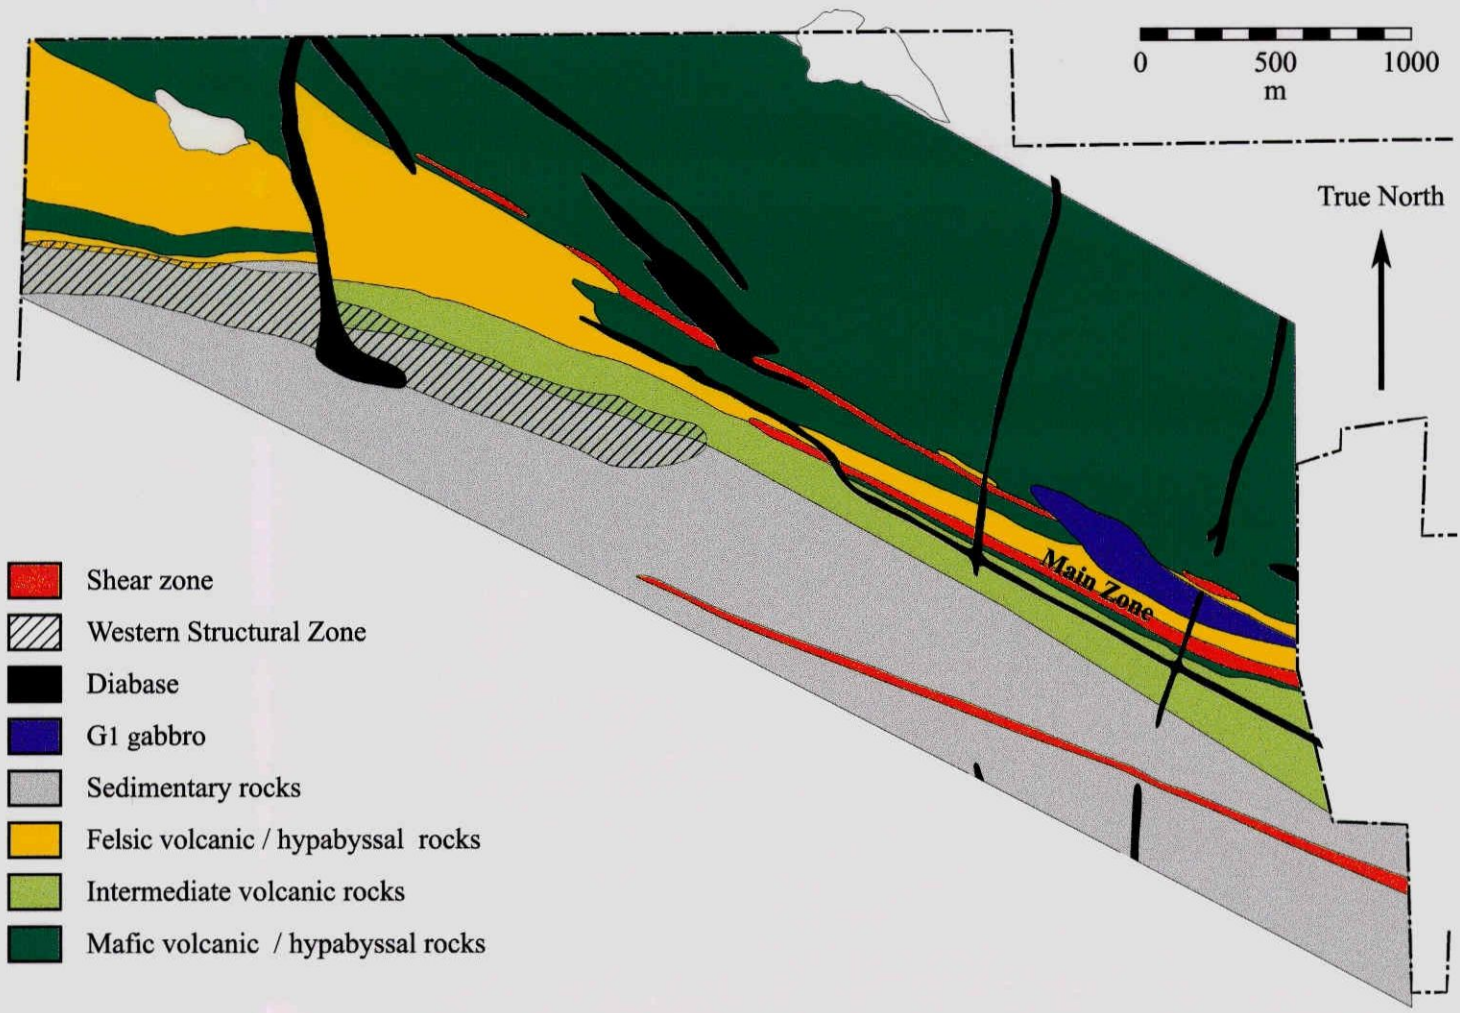 0 500 1000
m
True North
Main Zone
Shear zone
Western Structural Zone
Diabase
G1 gabbro
Sedimentary rocks
Felsic volcanic / hypabyssal rocks
Intermediate volcanic rocks
Mafic volcanic / hypabyssal rocks